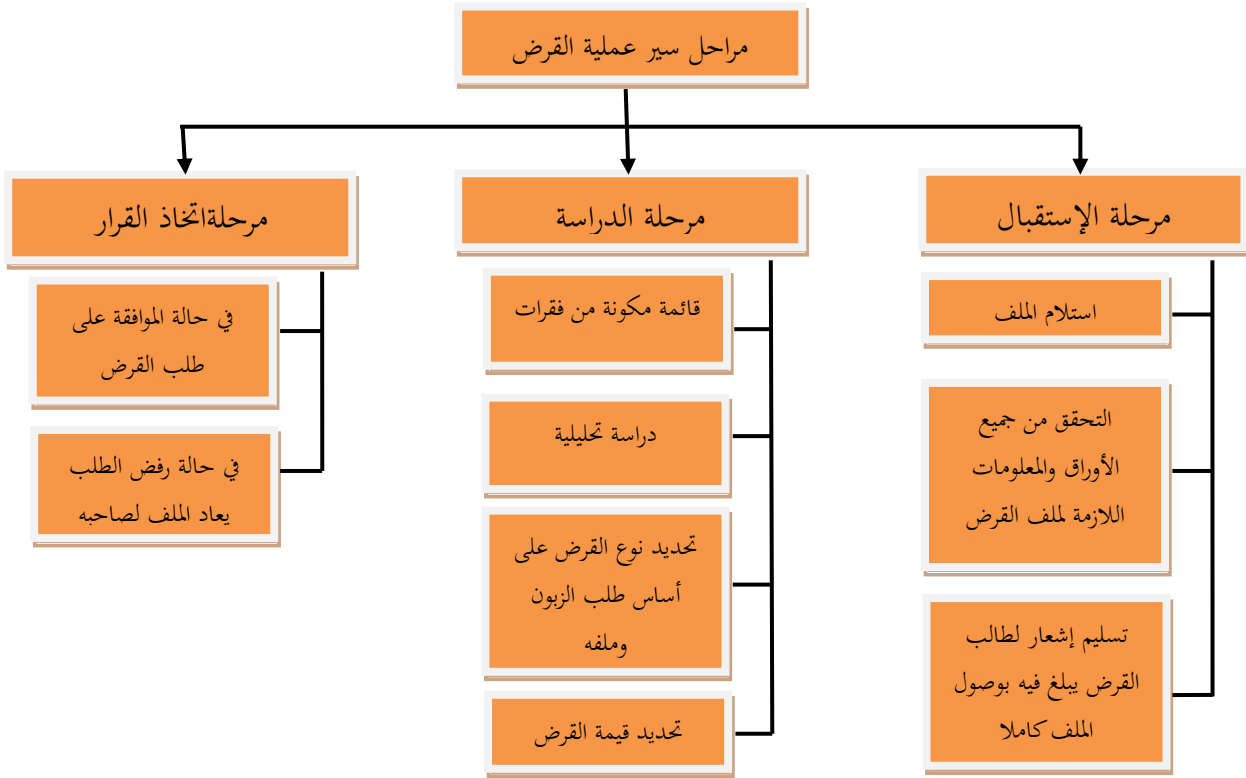 مراحل سير عملية القرض
مرحلة الإستقبال
استلام الملف
التحقق من جميع
الأوراق والمعلومات
اللازمة لملف القرض
تسليم إشعار لطالب
القرض يبلغ فيه بوصول
الملف كاملا
مرحلة الدراسة
قائمة مكونة من فقرات
دراسة تحليلية
تحديد نوع القرض على
أساس طلب الزبون
وملفه
تحديد قيمة القرض
مرحلةاتخاذ القرار
في حالة الموافقة على
طلب القرض
في حالة رفض الطلب
يعاد الملف لصاحبه